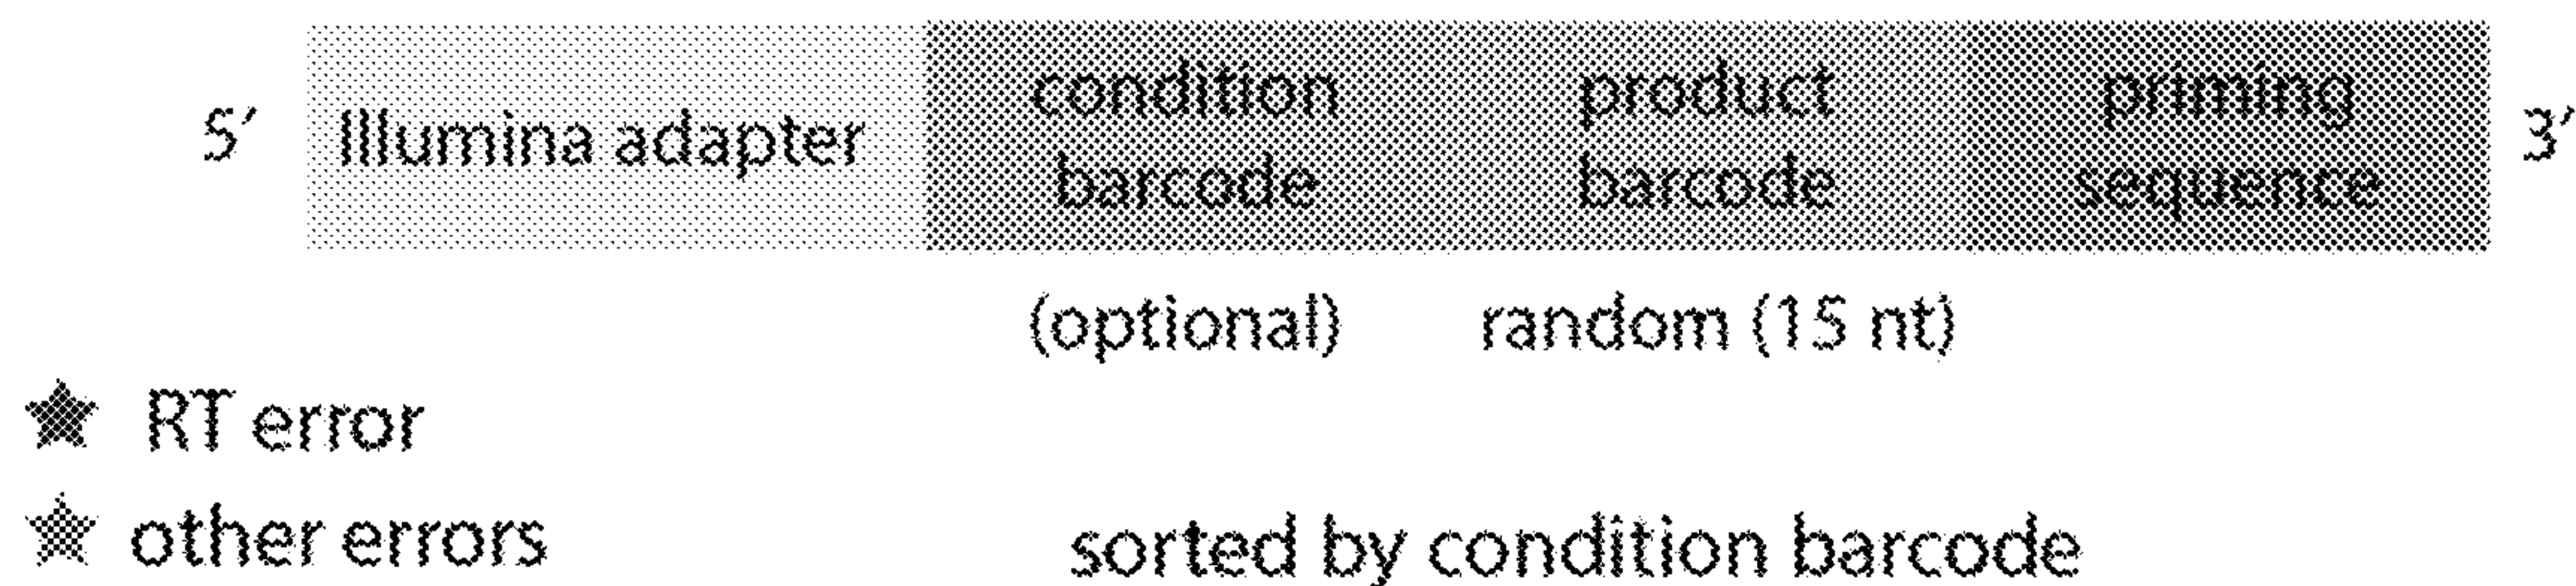 5′ Illumina adapter condition barcode product barcode priming sequence 3′
(optional) random (15 nt)
RT error
other errors
sorted by condition barcode